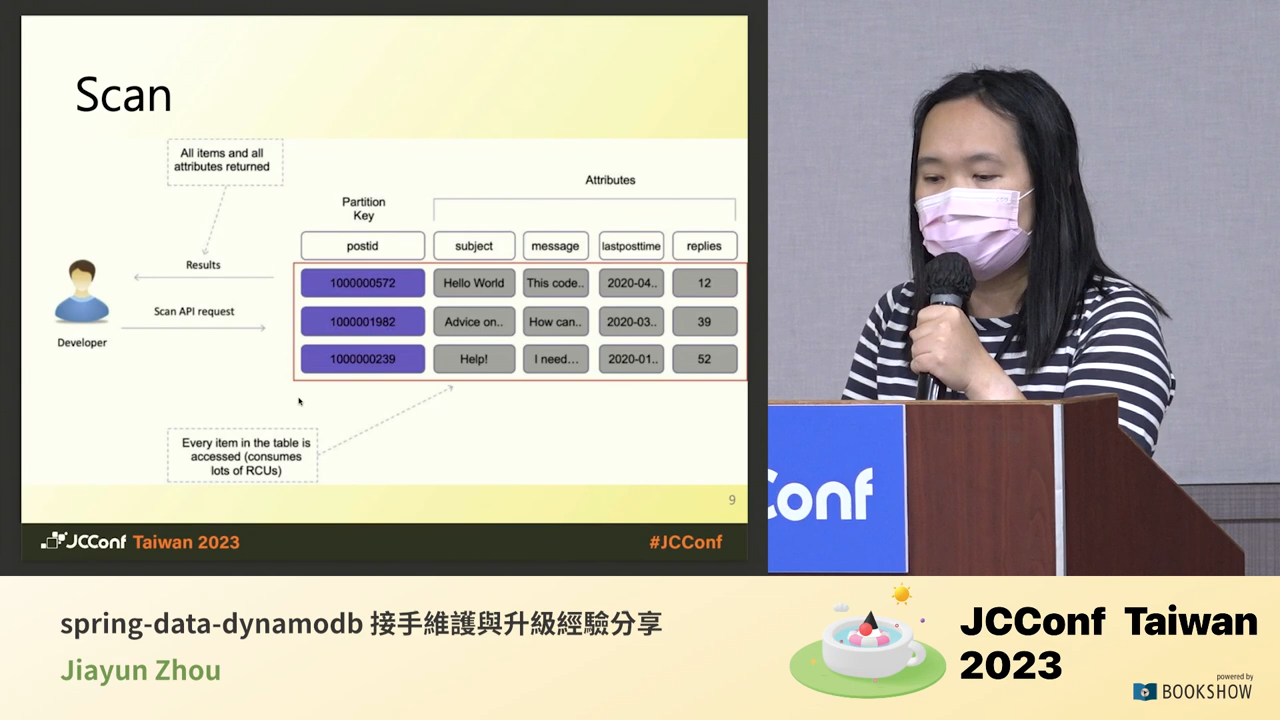 Scan
All items and all
attributes returned
Attributes
Partition
Key
postid
subject
message
lastposttime
replies
Results
1000000572
Hello World
This code..
2020-04..
12
Scan API request
1000001982
Advice on..
How can..
2020-03..
39
Developer
1000000239
Help!
I need...
2020-01..
52
Every item in the table is
accessed (consumes
lots of RCUs)
9
JCConf Taiwan 2023
#JCConf
Conf
spring-data-dynamodb 接手維護與升級經驗分享
Jiayun Zhou
JCConf Taiwan
2023
powered by
BOOKSHOW